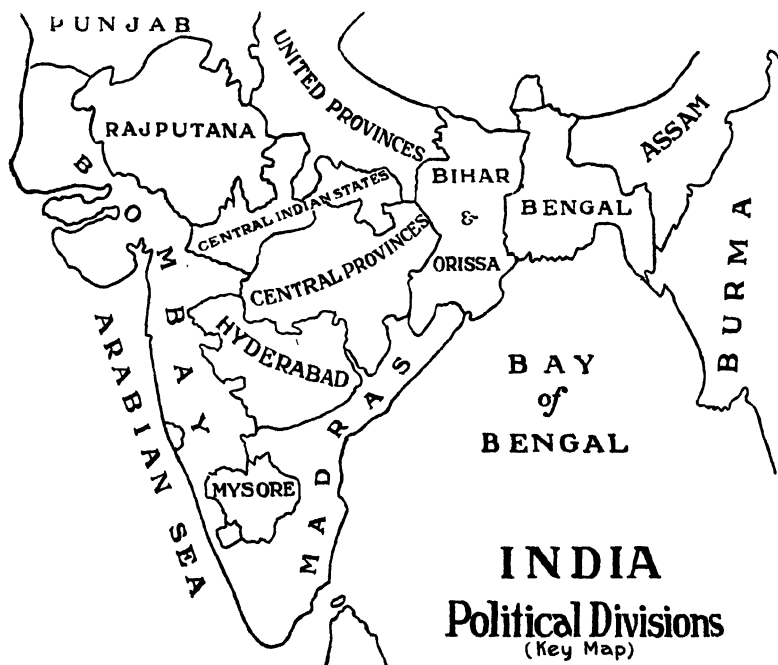 PUNJAB
UNITED PROVINCES
RAJPUTANA
ASSAM
BIHAR
&
ORISSA
BENGAL
CENTRAL INDIAN STATES
BOMBAY
CENTRAL PROVINCES
BURMA
HYDERABAD
ARABIAN SEA
MADRAS
BAY
of
BENGAL
MYSORE
INDIA
Political Divisions
(Key Map)